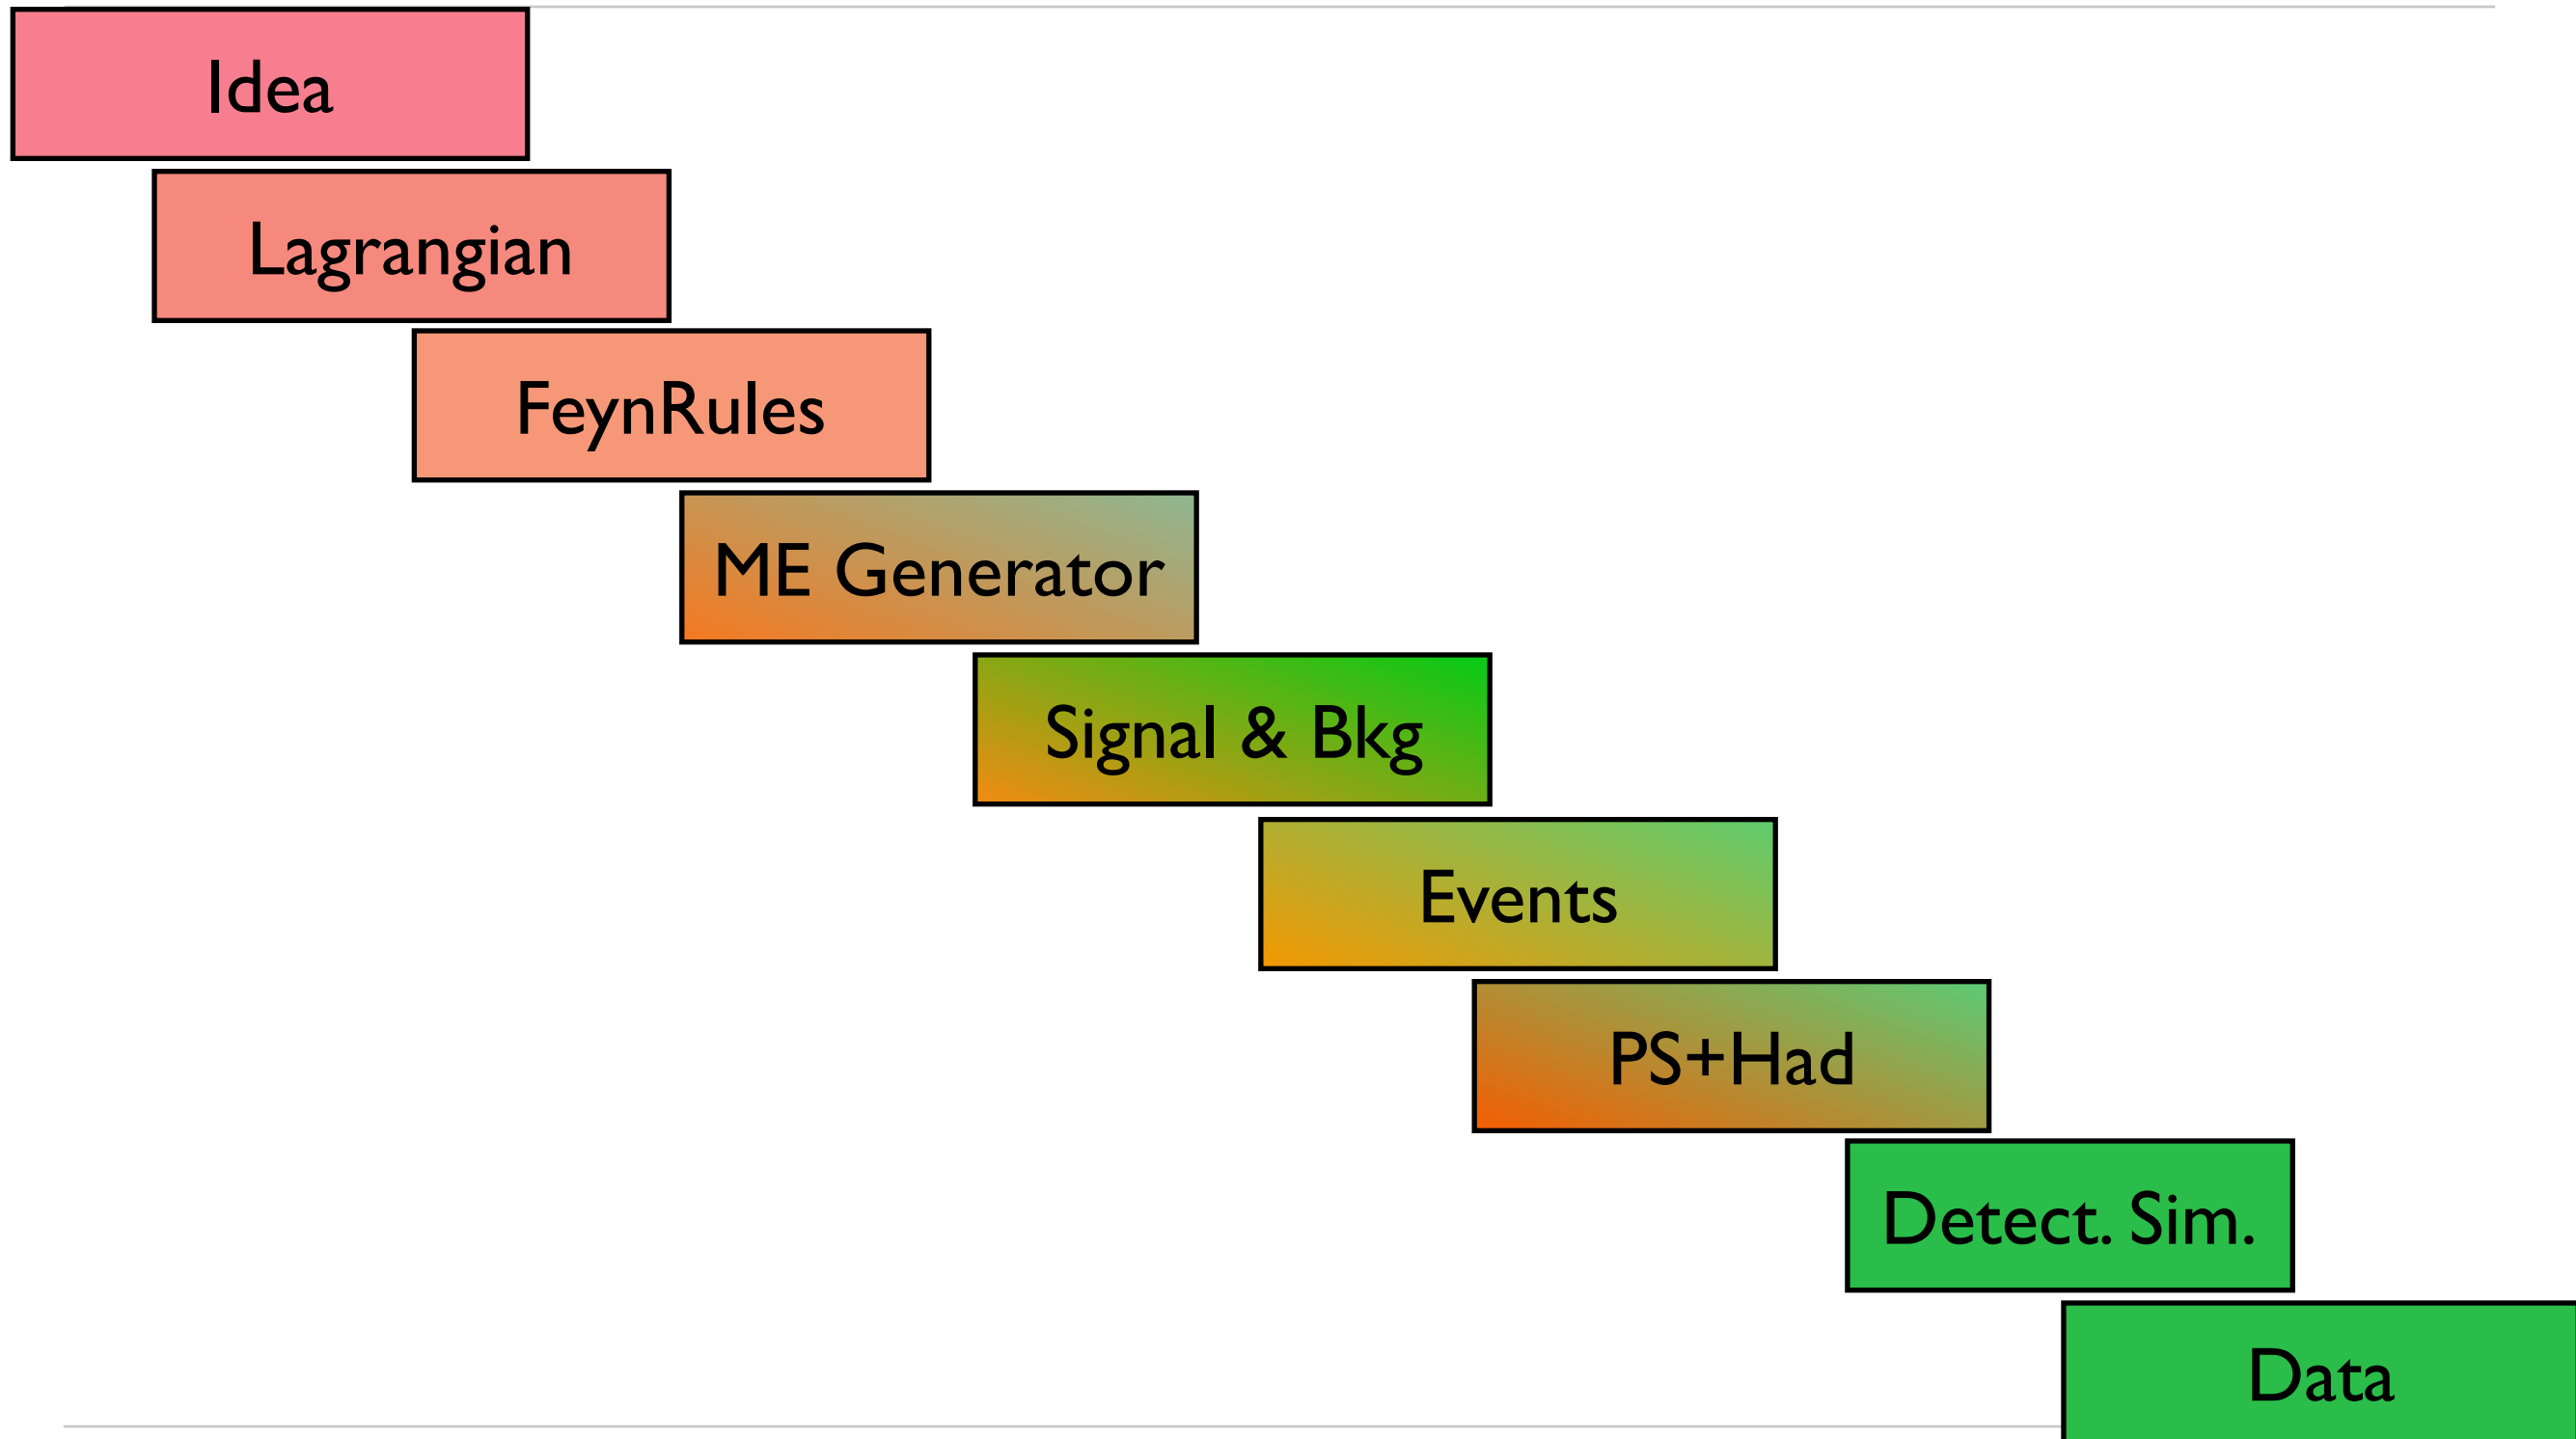 Idea
Lagrangian
FeynRules
ME Generator
Signal & Bkg
Events
PS+Had
Detect. Sim.
Data